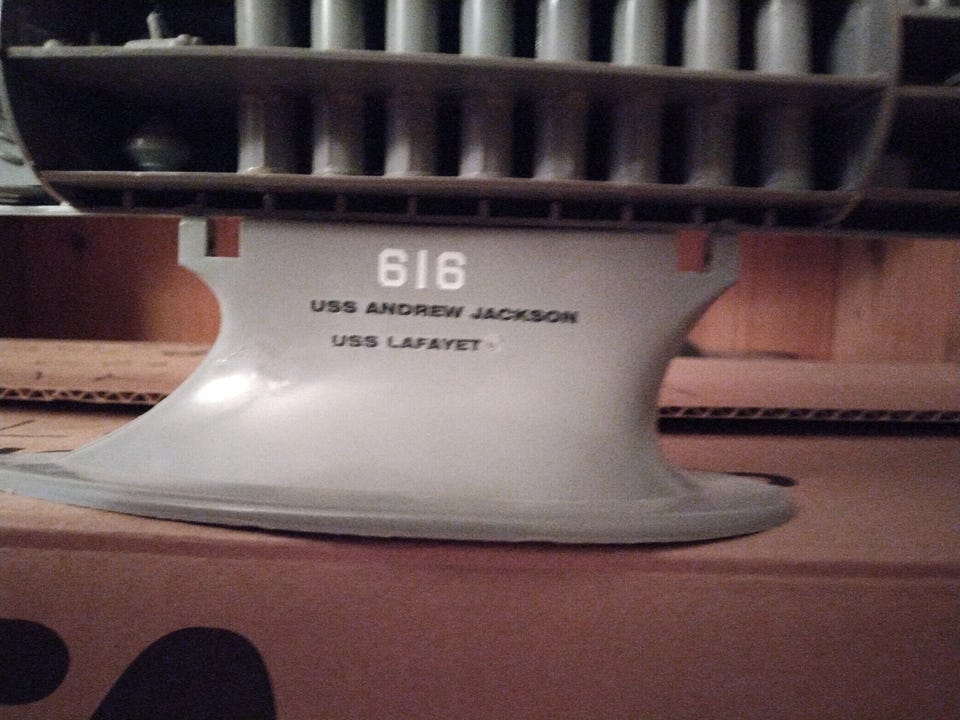 616
USS ANDREW JACKSON
USS LAFAYET